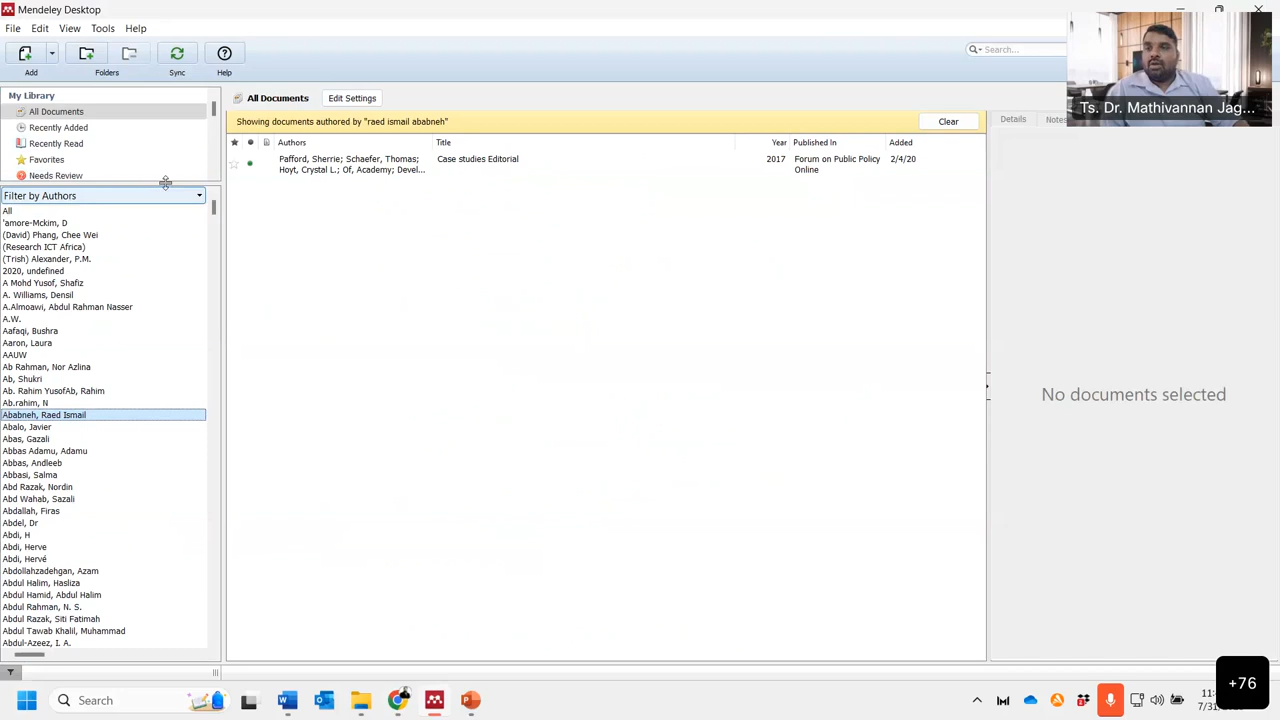 Mendeley Desktop
File Edit View Tools Help
Add Folders Sync Help
Search...
Ts. Dr. Mathivannan Jag...
My Library
All Documents
Recently Added
Recently Read
Favorites
Needs Review
Filter by Authors
All
'amore-Mckim, D
(David) Phang, Chee Wei
(Research ICT Africa)
(Trish) Alexander, P.M.
2020, undefined
A Mohd Yusof, Shafiz
A. Williams, Densil
A.Almoawi, Abdul Rahman Nasser
A.W.
Aafaqi, Bushra
Aaron, Laura
AAUW
Ab Rahman, Nor Azlina
Ab, Shukri
Ab. Rahim YusofAb, Rahim
Ab.rahim, N
Ababneh, Raed Ismail
Abalo, Javier
Abas, Gazali
Abbas Adamu, Adamu
Abbas, Andleeb
Abbasi, Salma
Abd Razak, Nordin
Abd Wahab, Sazali
Abdallah, Firas
Abdel, Dr
Abdi, H
Abdi, Herve
Abdi, Hervé
Abdollahzadehgan, Azam
Abdul Halim, Hasliza
Abdul Hamid, Abdul Halim
Abdul Rahman, N. S.
Abdul Razak, Siti Fatimah
Abdul Tawab Khalil, Muhammad
Abdul-Azeez, I. A.
All Documents Edit Settings
Showing documents authored by "raed ismail ababneh" Clear
Authors Title Year Published In Added
Pafford, Sherrie; Schaefer, Thomas; Case studies Editorial 2017 Forum on Public Policy 2/4/20
Hoyt, Crystal L.; Of, Academy; Devel... Online
Details Notes
No documents selected
+76
Search
7/31/